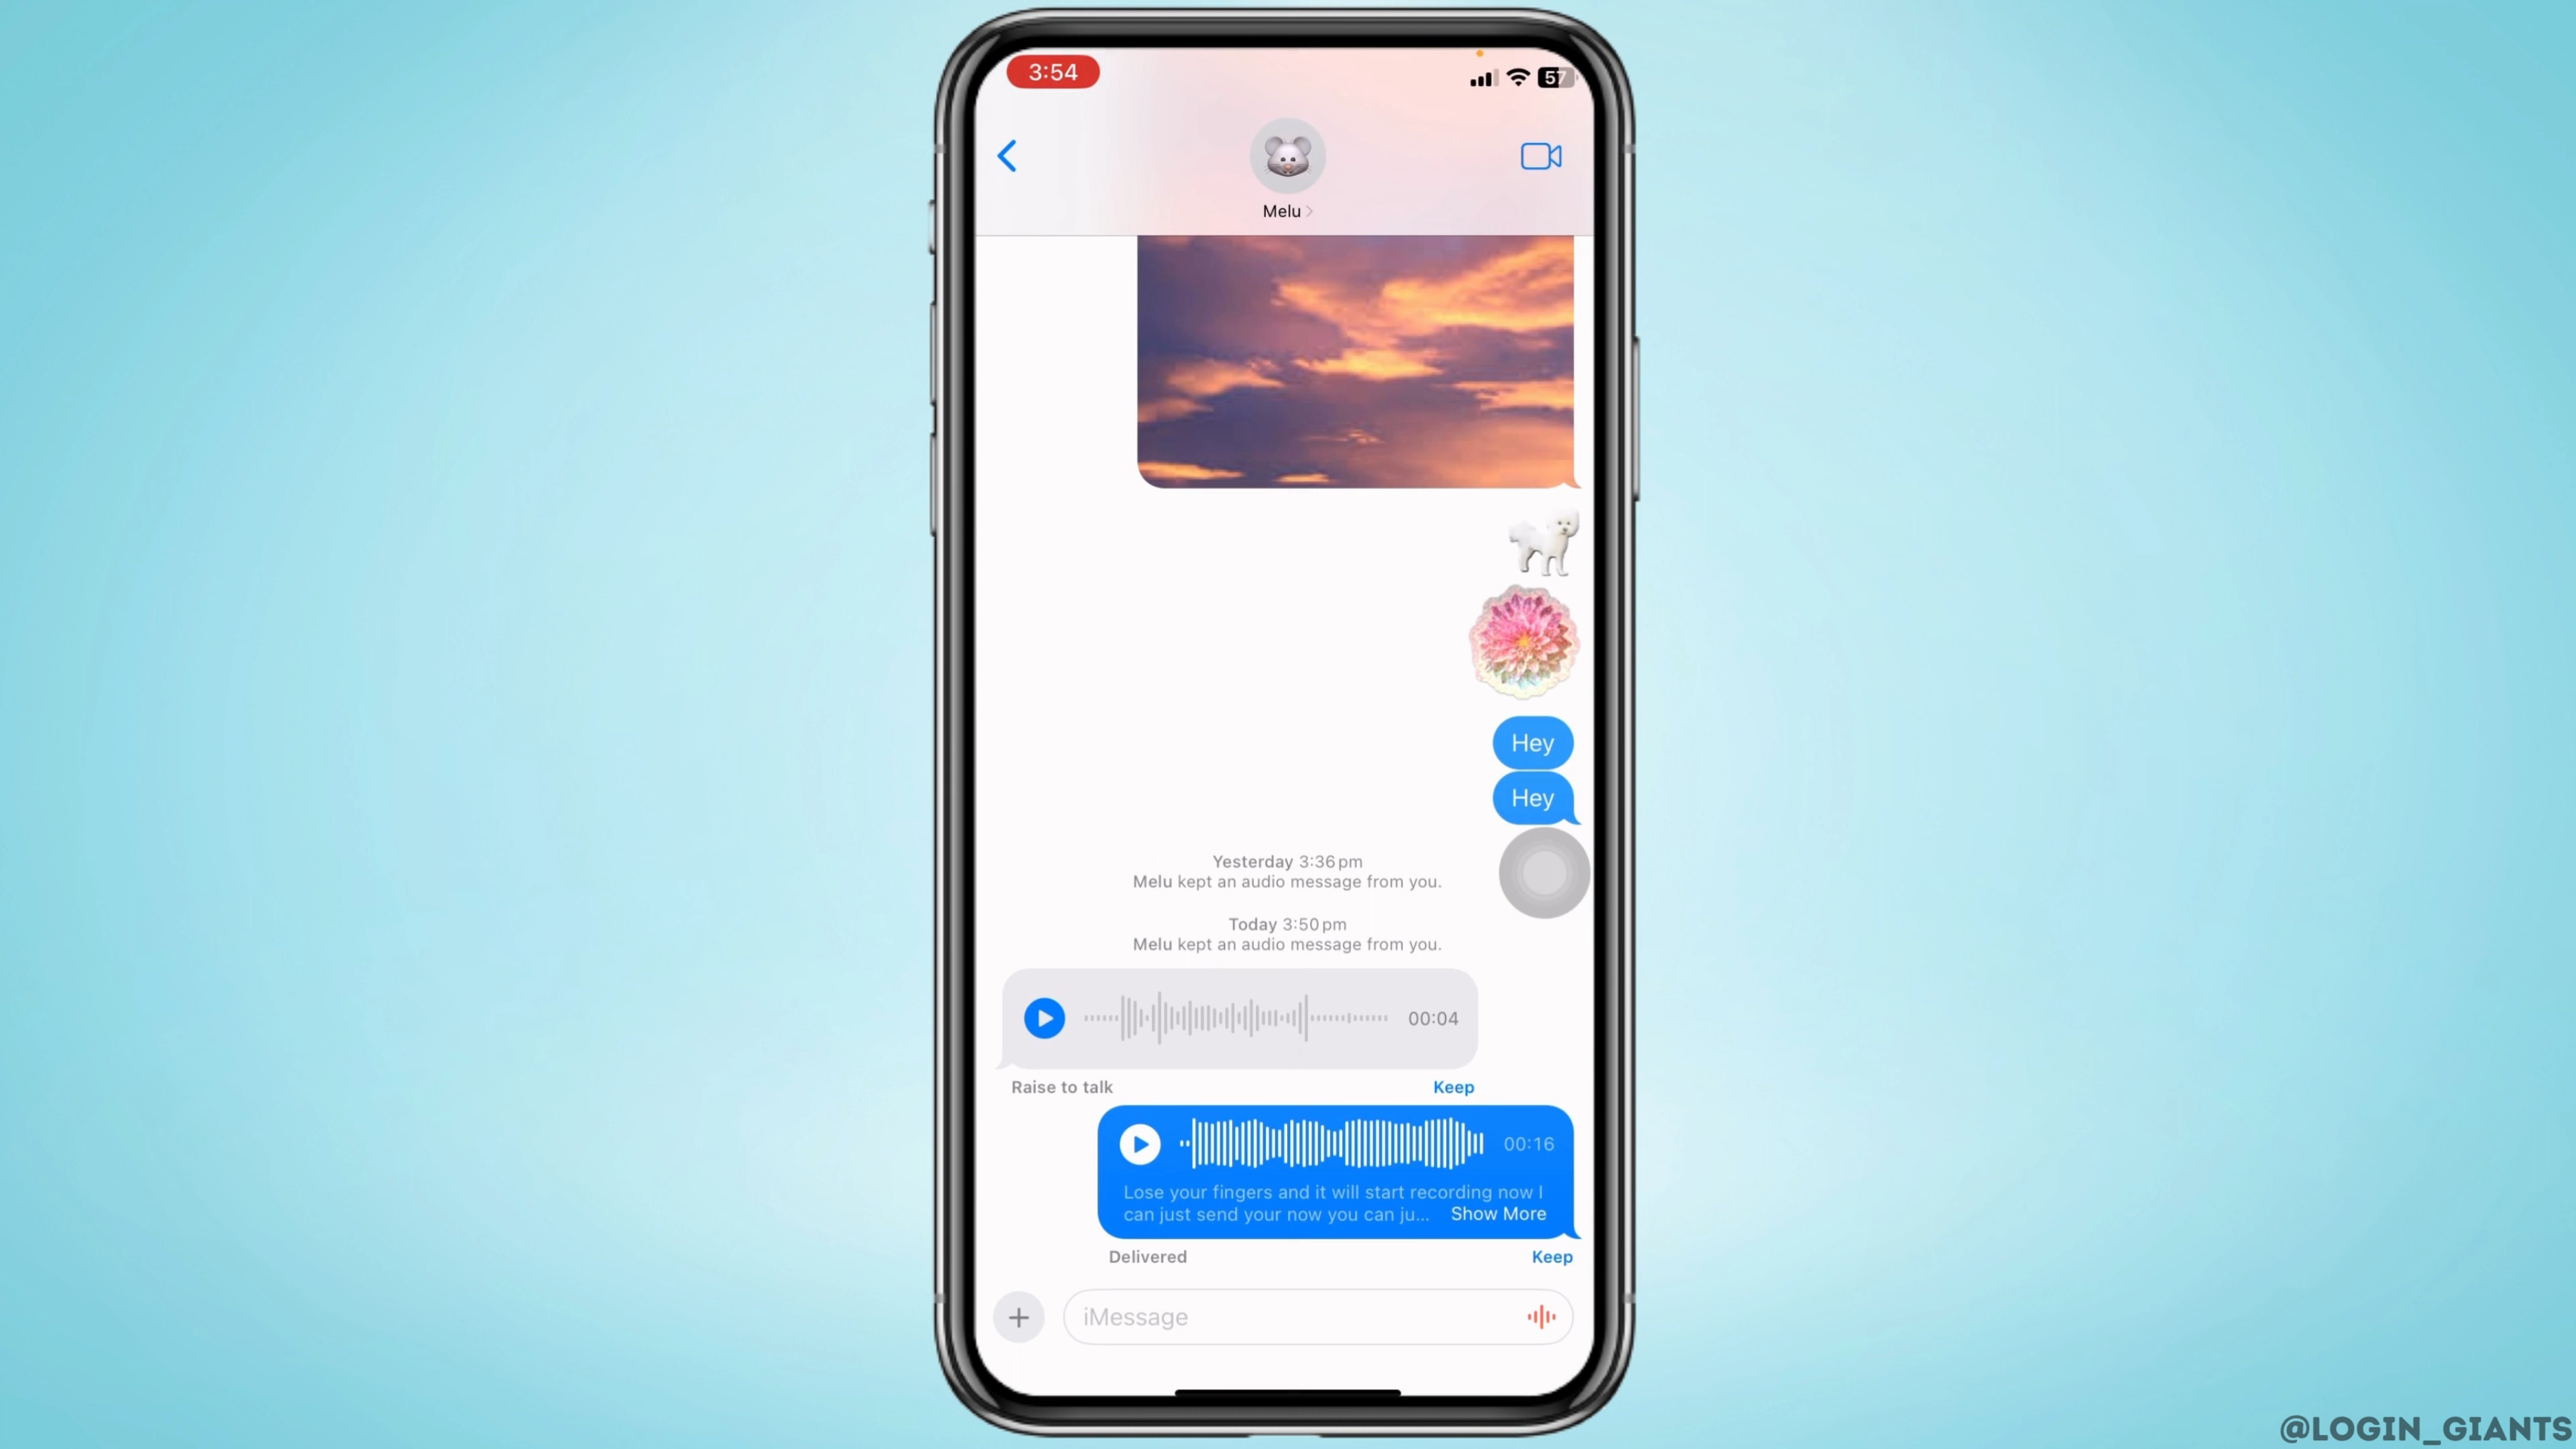 3:54
57
Melu
Hey
Hey
Yesterday 3:36 pm
Melu kept an audio message from you.
Today 3:50 pm
Melu kept an audio message from you.
00:04
Raise to talk Keep
00:16
Lose your fingers and it will start recording now I
can just send your now you can ju... Show More
Delivered Keep
iMessage
@LOGIN_GIANTS